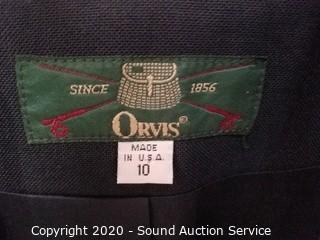 SINCE 1856
ORVIS®
MADE
IN U.S.A.
10
Copyright 2020 - Sound Auction Service